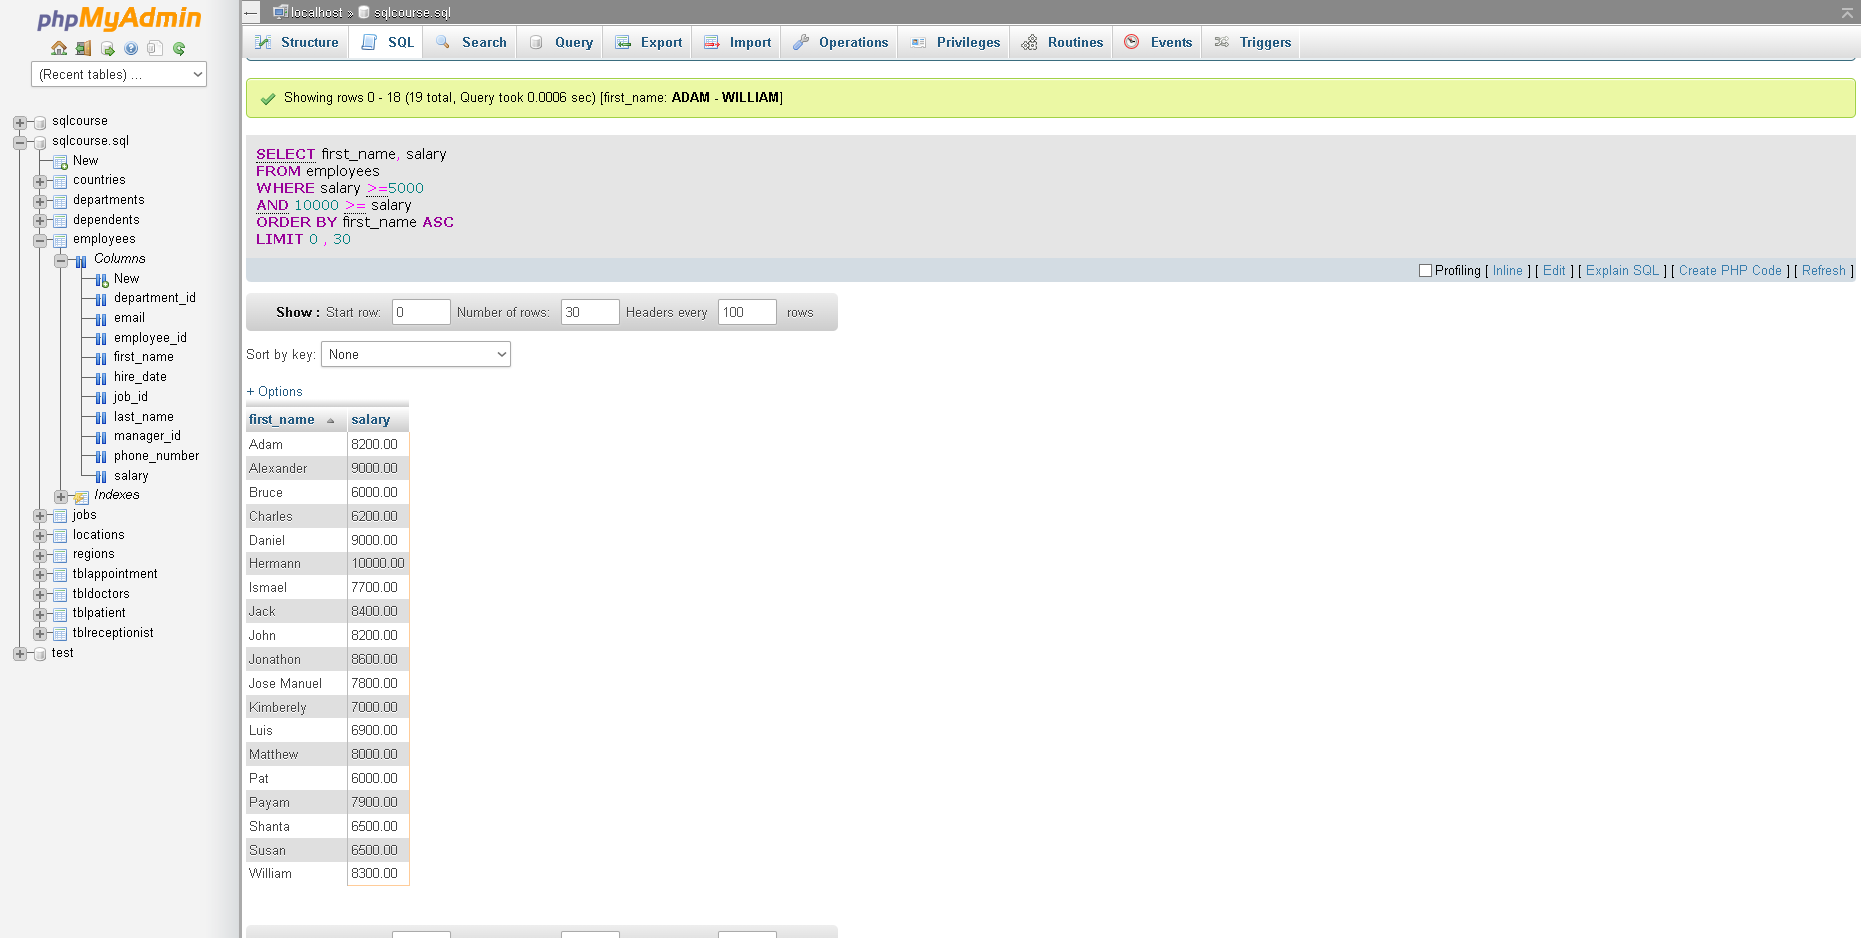 phpMyAdmin
(Recent tables) ...
sqlcourse
sqlcourse.sql
New
countries
departments
dependents
employees
Columns
New
department_id
email
employee_id
first_name
hire_date
job_id
last_name
manager_id
phone_number
salary
Indexes
jobs
locations
regions
tblappointment
tbldoctors
tblpatient
tblreceptionist
test
localhost » sqlcourse.sql
Structure SQL Search Query Export Import Operations Privileges Routines Events Triggers
Showing rows 0 - 18 (19 total, Query took 0.0006 sec) [first_name: ADAM - WILLIAM]
SELECT first_name, salary
FROM employees
WHERE salary >=5000
AND 10000 >= salary
ORDER BY first_name ASC
LIMIT 0 , 30
Profiling [ Inline ] [ Edit ] [ Explain SQL ] [ Create PHP Code ] [ Refresh ]
Show : Start row: 0 Number of rows: 30 Headers every 100 rows
Sort by key: None
+ Options
first_name salary
Adam 8200.00
Alexander 9000.00
Bruce 6000.00
Charles 6200.00
Daniel 9000.00
Hermann 10000.00
Ismael 7700.00
Jack 8400.00
John 8200.00
Jonathon 8600.00
Jose Manuel 7800.00
Kimberely 7000.00
Luis 6900.00
Matthew 8000.00
Pat 6000.00
Payam 7900.00
Shanta 6500.00
Susan 6500.00
William 8300.00